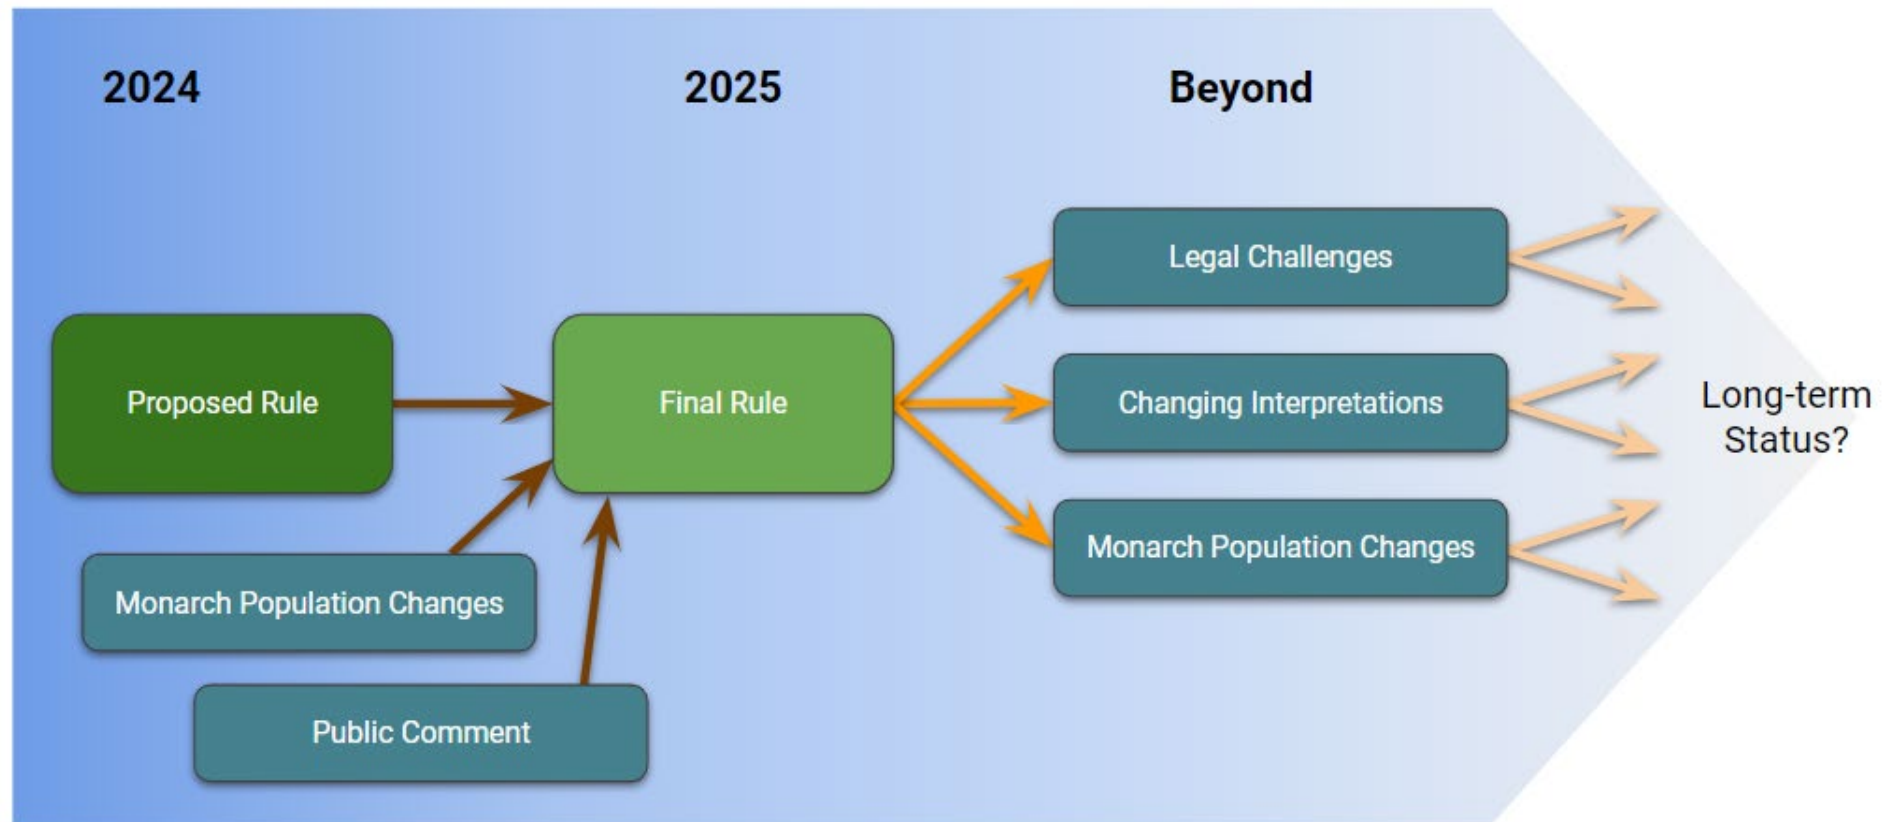 2024
2025
Beyond
Proposed Rule
Final Rule
Legal Challenges
Changing Interpretations
Monarch Population Changes
Monarch Population Changes
Public Comment
Long-term
Status?